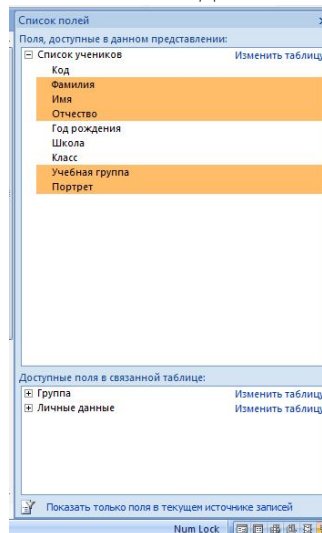 Список полей
Поля, доступные в данном представлении:
Список учеников Изменить таблицу
Код
Фамилия
Имя
Отчество
Год рождения
Школа
Класс
Учебная группа
Портрет
Доступные поля в связанной таблице:
Группа Изменить таблицу
Личные данные Изменить таблицу
Показать только поля в текущем источнике записей
Num Lock